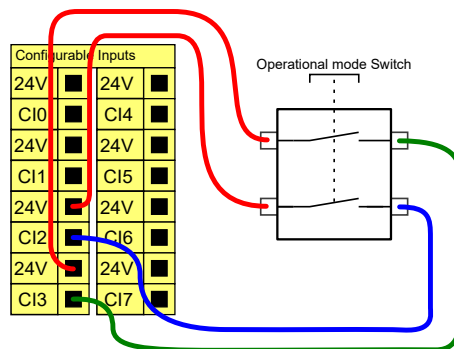 Configurable Inputs
Operational mode Switch
24V 24V
CI0 CI4
24V 24V
CI1 CI5
24V 24V
CI2 CI6
24V 24V
CI3 CI7